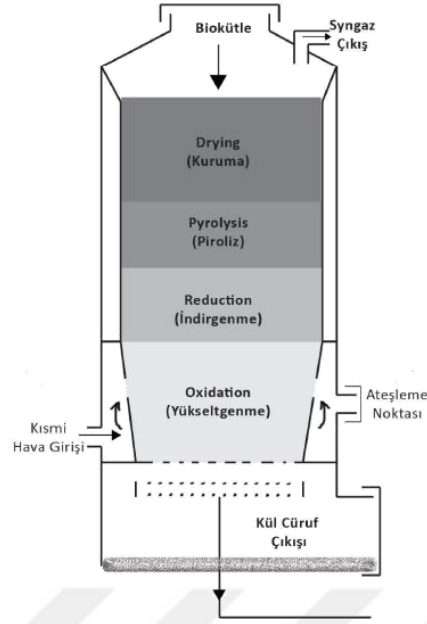 Biokütle
Syngaz
Çıkış
Drying
(Kuruma)
Pyrolysis
(Piroliz)
Reduction
(İndirgenme)
Oxidation
(Yükseltgenme)
Ateşleme
Noktası
Kısmi
Hava Girişi
Kül Cüruf
Çıkışı